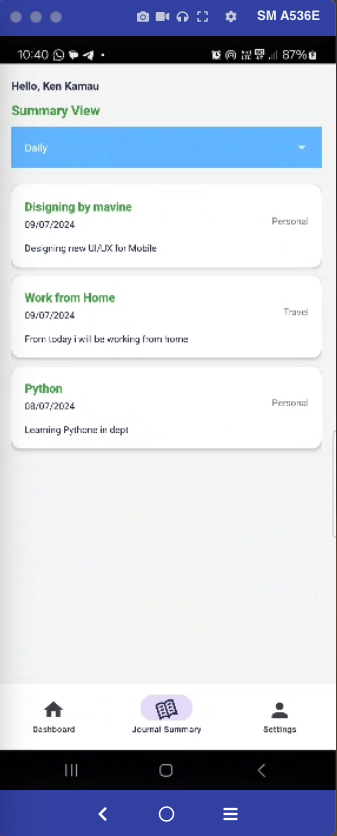 SM A536E
10:40
87%
Hello, Ken Kamau
Summary View
Daily
Disigning by mavine
09/07/2024
Personal
Designing new UI/UX for Mobile
Work from Home
09/07/2024
Travel
From today i will be working from home
Python
08/07/2024
Personal
Learning Pythone in dept
Dashboard
Journal Summary
Settings